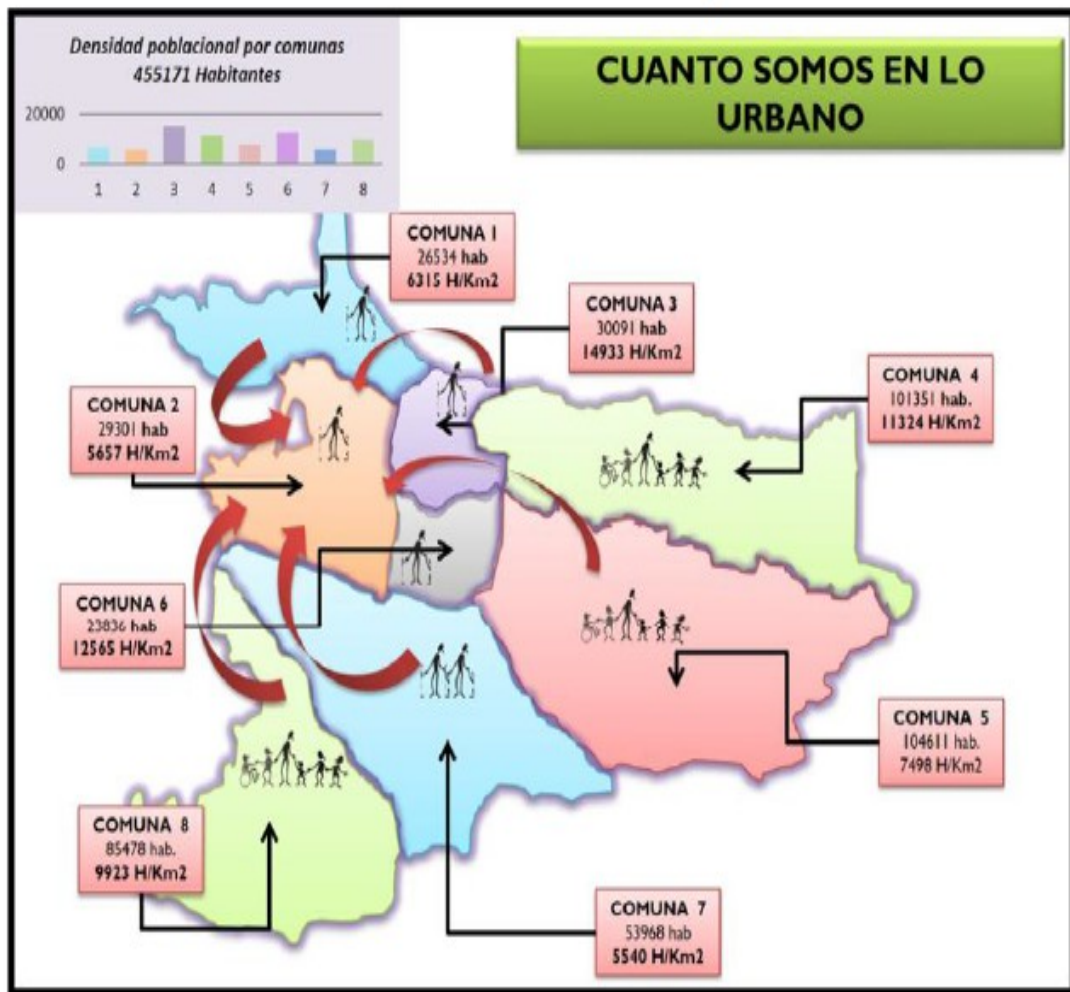 Densidad poblacional por comunas
455171 Habitantes
20000
0
1 2 3 4 5 6 7 8
CUANTO SOMOS EN LO
URBANO
COMUNA 1
26534 hab
6315 H/Km2
COMUNA 3
30091 hab
14933 H/Km2
COMUNA 4
101351 hab.
11324 H/Km2
COMUNA 2
29301 hab
5657 H/Km2
COMUNA 6
23836 hab
12565 H/Km2
COMUNA 5
104611 hab.
7498 H/Km2
COMUNA 8
85478 hab.
9923 H/Km2
COMUNA 7
53968 hab
5540 H/Km2